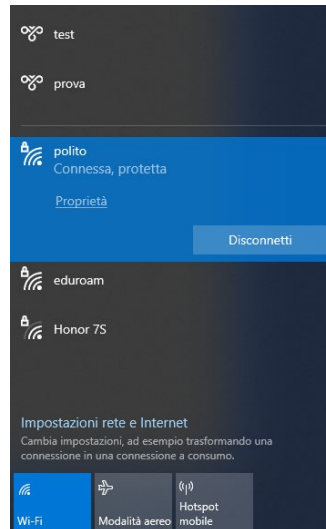 test
prova
polito
Connessa, protetta
Proprietà
Disconnetti
eduroam
Honor 7S
Impostazioni rete e Internet
Cambia impostazioni, ad esempio trasformando una
connessione in una connessione a consumo.
Wi-Fi
Modalità aereo
Hotspot
mobile